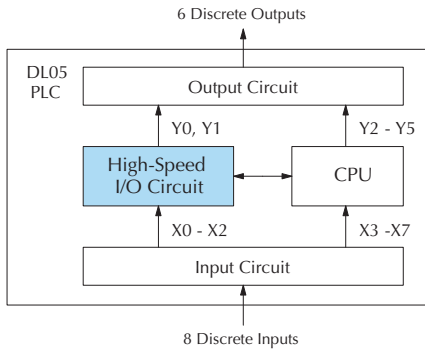 6 Discrete Outputs
DL05
PLC
Output Circuit
Y0, Y1
Y2 - Y5
High-Speed
I/O Circuit
CPU
X0 - X2
X3 -X7
Input Circuit
8 Discrete Inputs